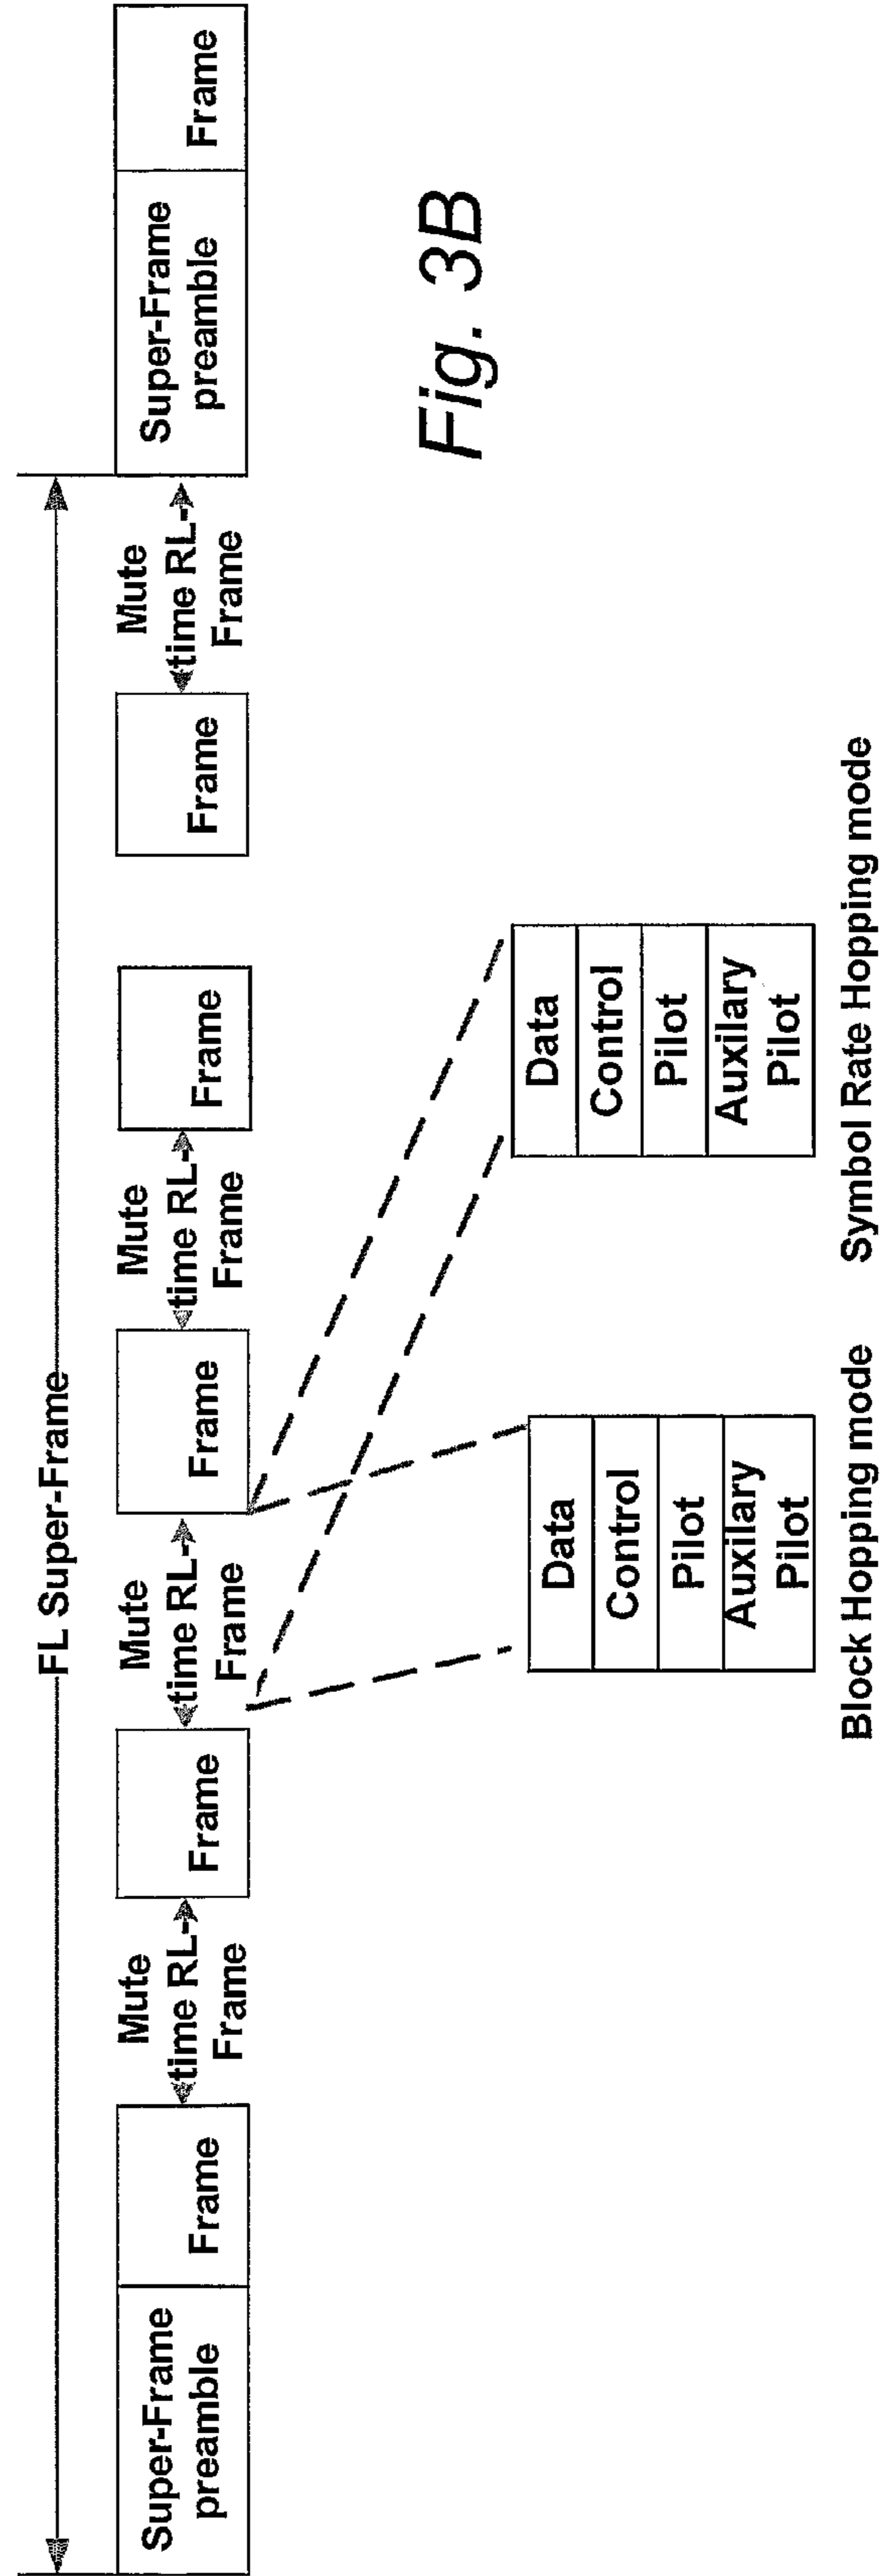 FL Super-Frame
Super-Frame
preamble
Frame
Mute
time RL-
Frame
Frame
Mute
time RL-
Frame
Frame
Mute
time RL-
Frame
Frame
Frame
Mute
time RL-
Frame
Super-Frame
preamble
Frame
Data
Control
Pilot
Auxilary
Pilot
Block Hopping mode
Data
Control
Pilot
Auxilary
Pilot
Symbol Rate Hopping mode
Fig. 3B